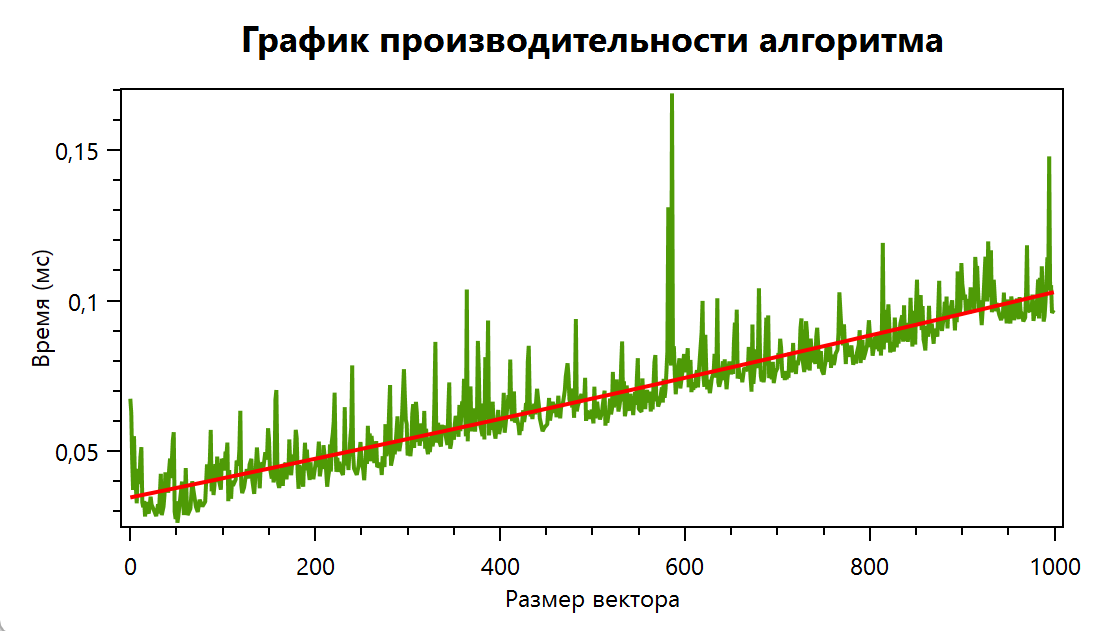 График производительности алгоритма
0,15
0,1
0,05
Время (мс)
0 200 400 600 800 1000
Размер вектора